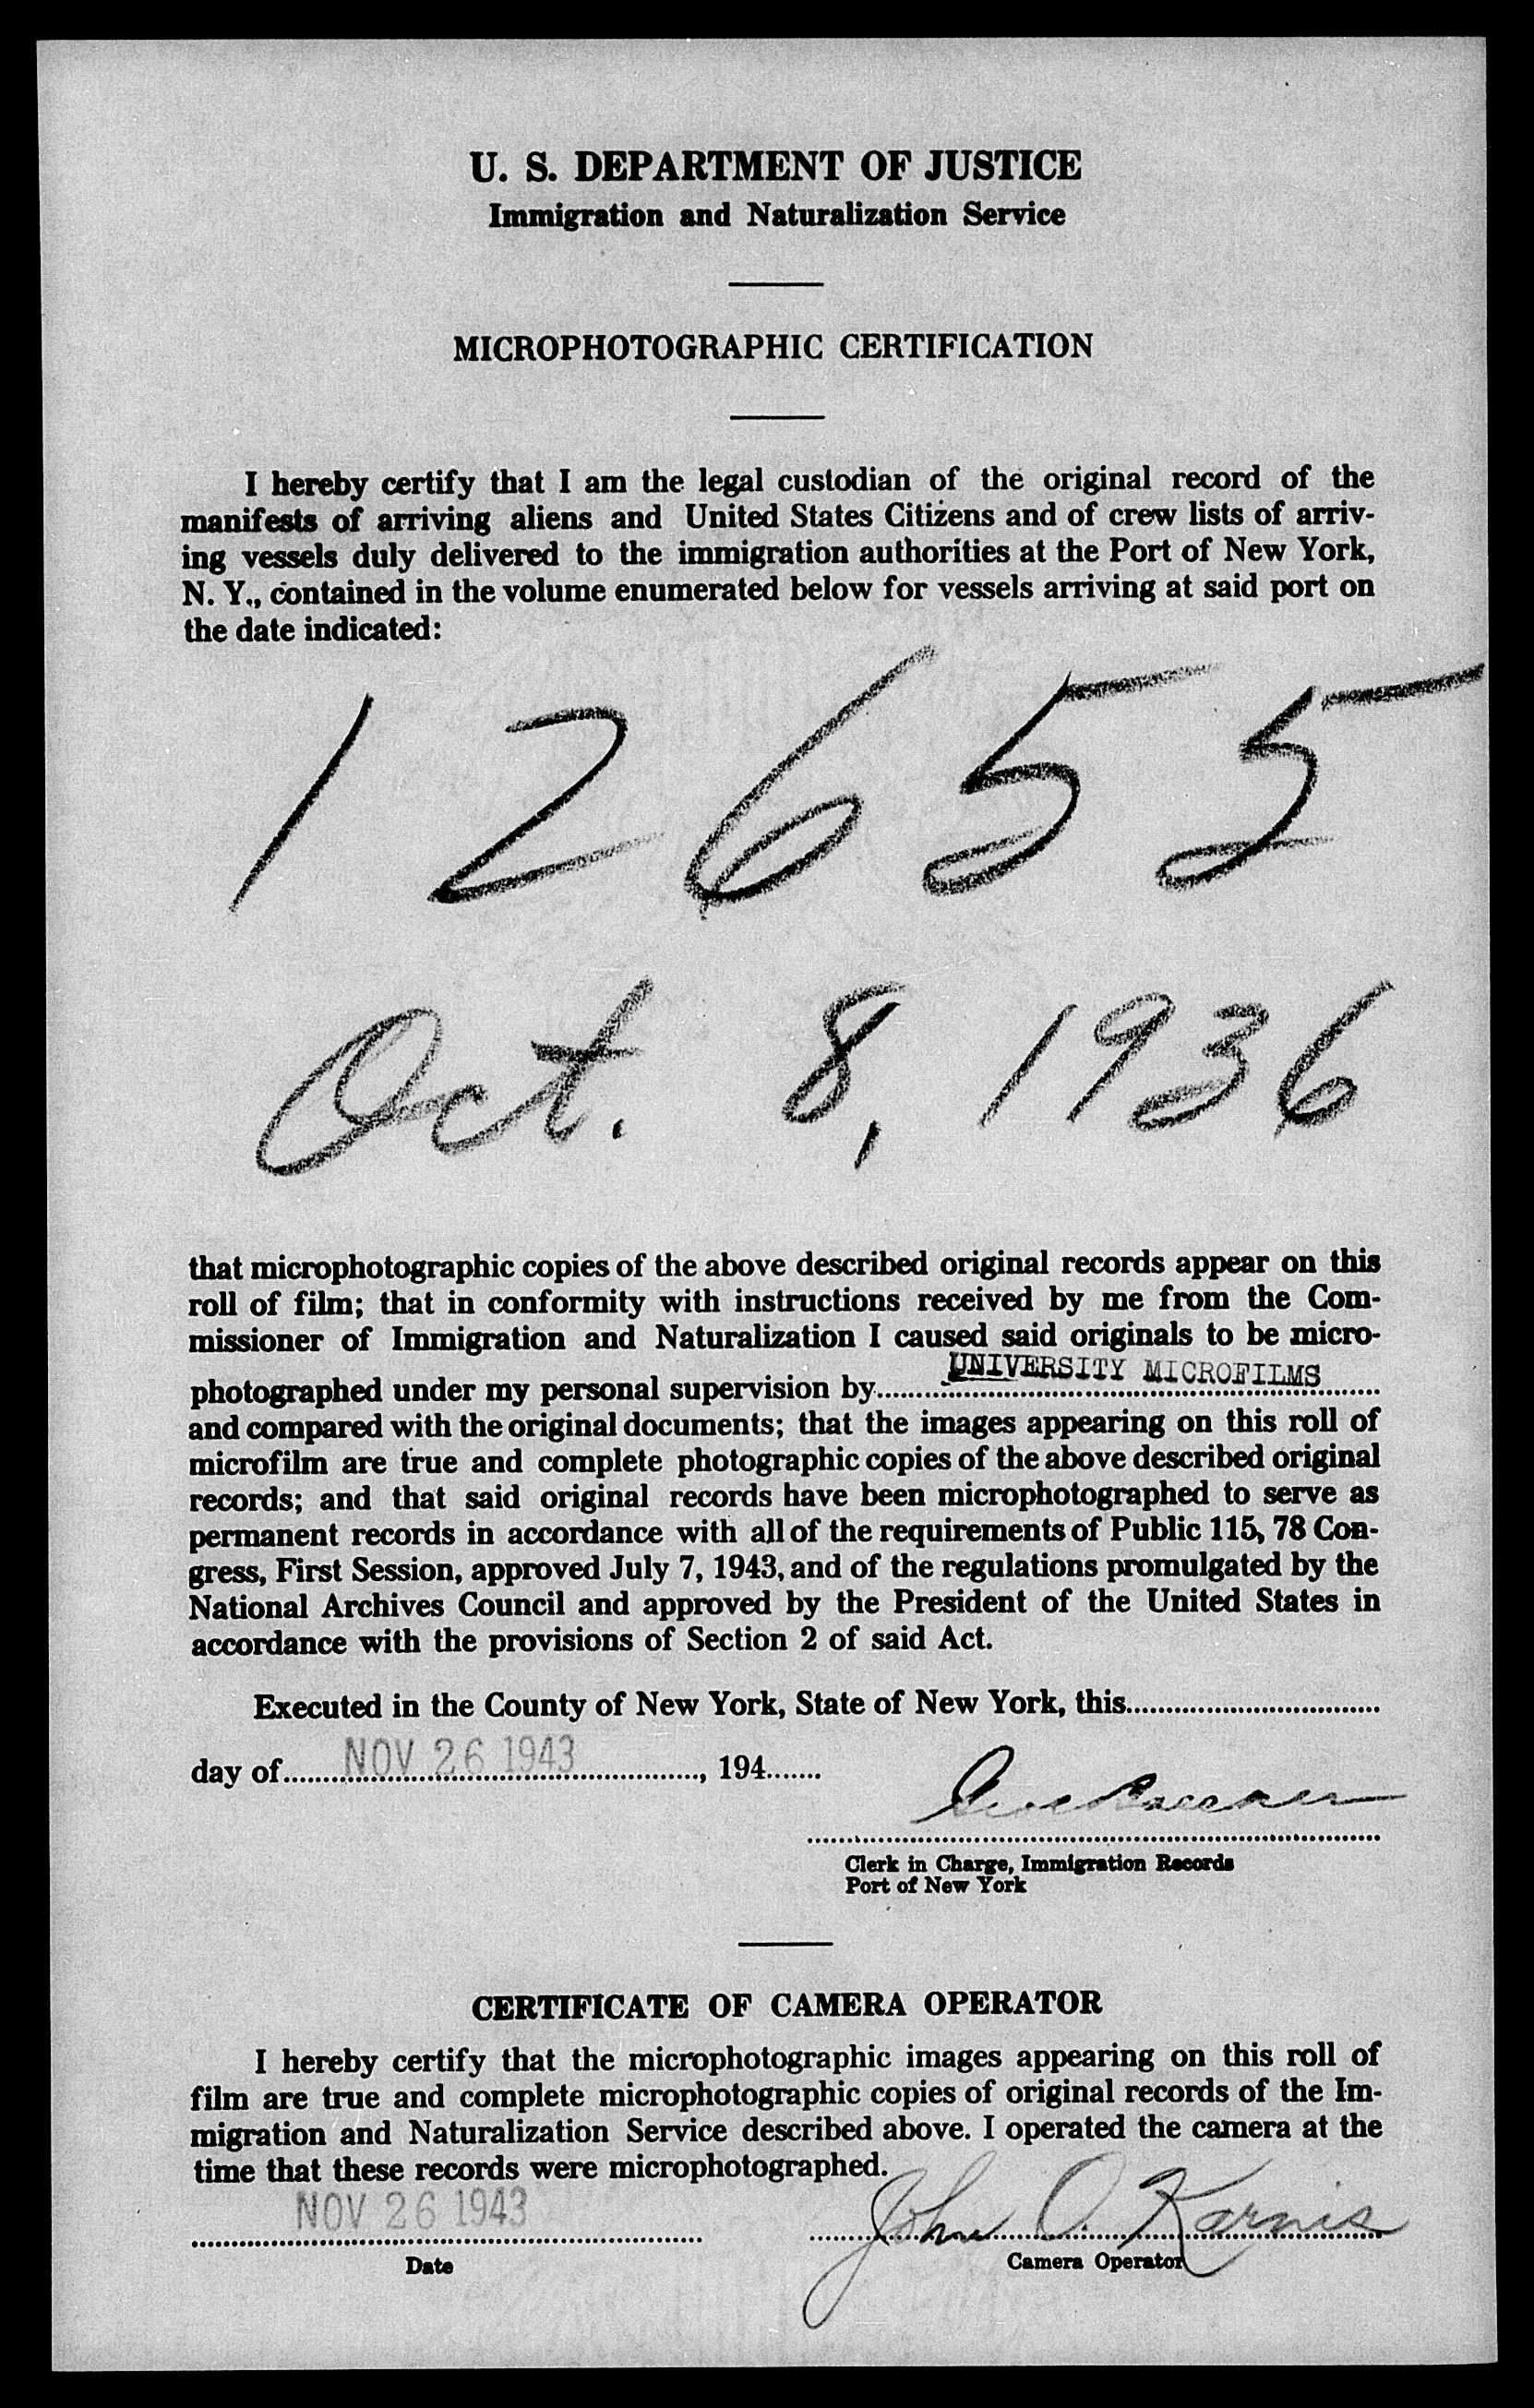 U. S. DEPARTMENT OF JUSTICE
Immigration and Naturalization Service
MICROPHOTOGRAPHIC CERTIFICATION
I hereby certify that I am the legal custodian of the original record of the
manifests of arriving aliens and United States Citizens and of crew lists of arriv-
ing vessels duly delivered to the immigration authorities at the Port of New York,
N. Y., contained in the volume enumerated below for vessels arriving at said port on
the date indicated:
12655
Oct. 8, 1936
that microphotographic copies of the above described original records appear on this
roll of film; that in conformity with instructions received by me from the Com-
missioner of Immigration and Naturalization I caused said originals to be micro-
photographed under my personal supervision by UNIVERSITY MICROFILMS
and compared with the original documents; that the images appearing on this roll of
microfilm are true and complete photographic copies of the above described original
records; and that said original records have been microphotographed to serve as
permanent records in accordance with all of the requirements of Public 115, 78 Con-
gress, First Session, approved July 7, 1943, and of the regulations promulgated by the
National Archives Council and approved by the President of the United States in
accordance with the provisions of Section 2 of said Act.
Executed in the County of New York, State of New York, this
day of NOV 26 1943, 194
Clerk in Charge, Immigration Records
Port of New York
CERTIFICATE OF CAMERA OPERATOR
I hereby certify that the microphotographic images appearing on this roll of
film are true and complete microphotographic copies of original records of the Im-
migration and Naturalization Service described above. I operated the camera at the
time that these records were microphotographed.
NOV 26 1943 John O. Karnis
Date Camera Operator